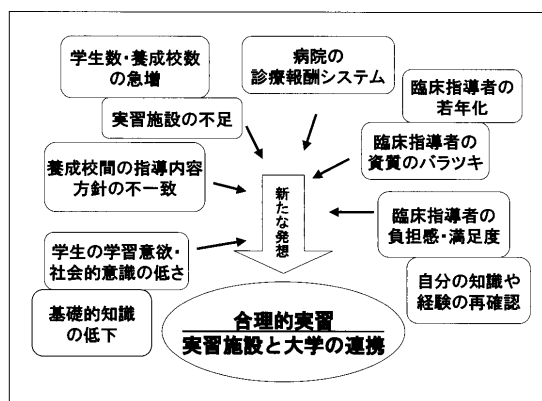 学生数・養成校数
の急増
病院の
診療報酬システム
臨床指導者の
若年化
実習施設の不足
臨床指導者の
資質のバラツキ
養成校間の指導内容
方針の不一致
新たな発想
臨床指導者の
負担感・満足度
学生の学習意欲・
社会的意識の低さ
自分の知識や
経験の再確認
基礎的知識
の低下
合理的実習
実習施設と大学の連携